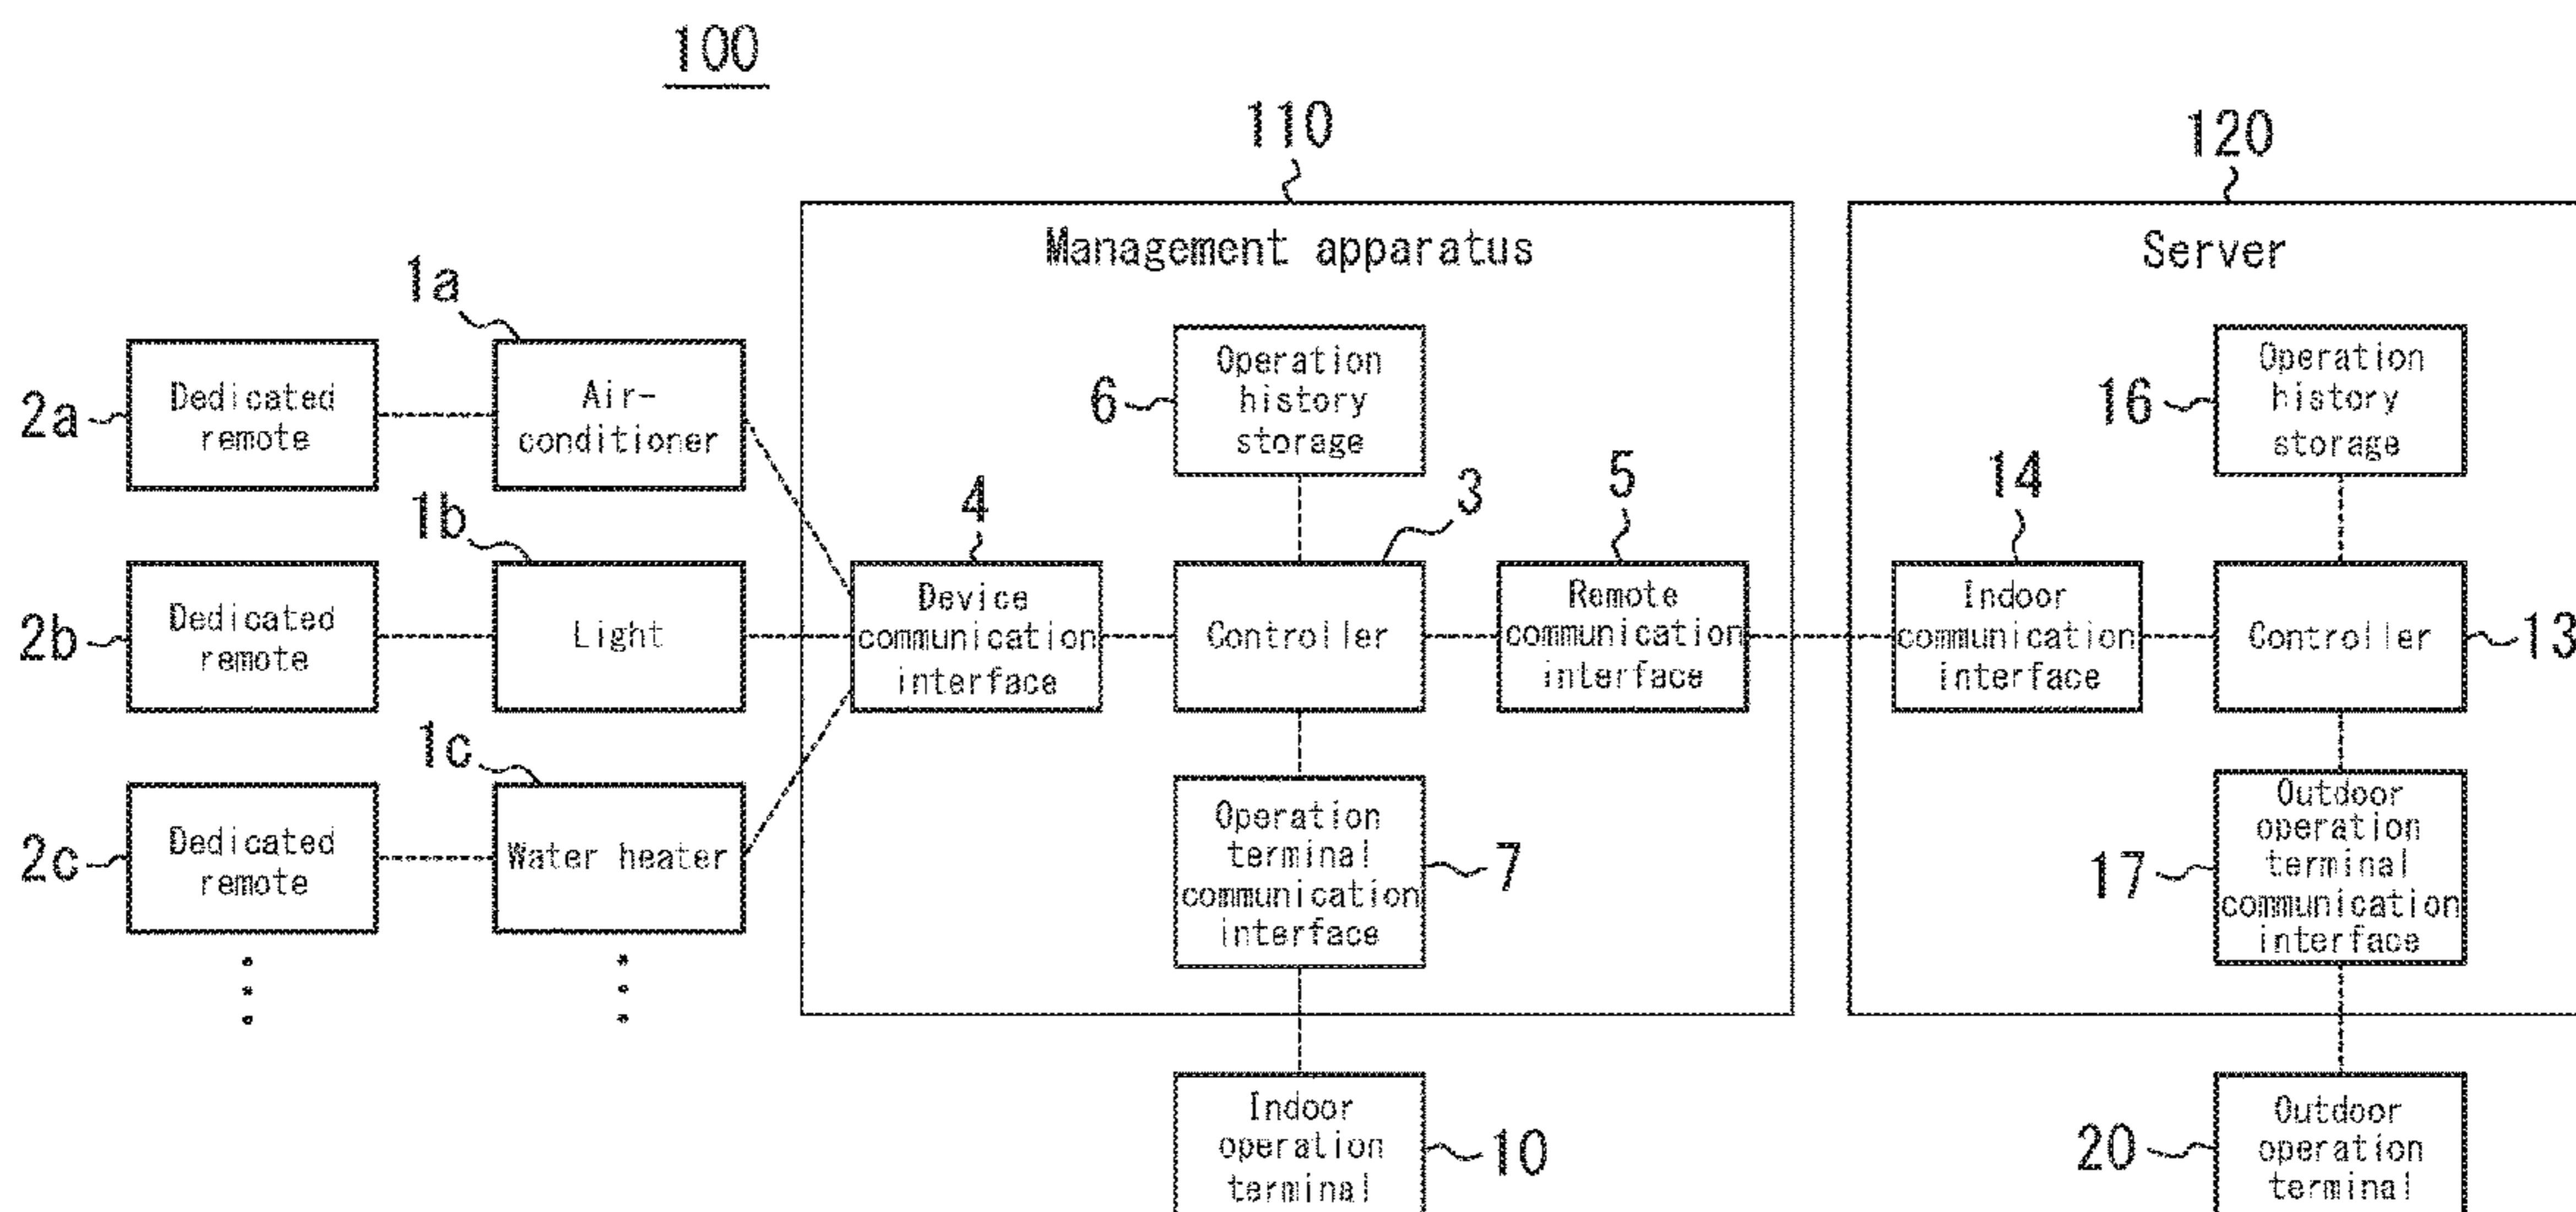 100
110
120
Management apparatus
Server
1a
2a
Dedicated
remote
Air-
conditioner
6
Operation
history
storage
16
Operation
history
storage
1b
4
3
5
14
2b
Dedicated
remote
Light
Device
communication
interface
Controller
Remote
communication
interface
Indoor
communication
interface
Controller
13
1c
2c
Dedicated
remote
Water heater
Operation
terminal
communication
interface
7
17
Outdoor
operation
terminal
communication
interface
Indoor
operation
terminal
10
20
Outdoor
operation
terminal